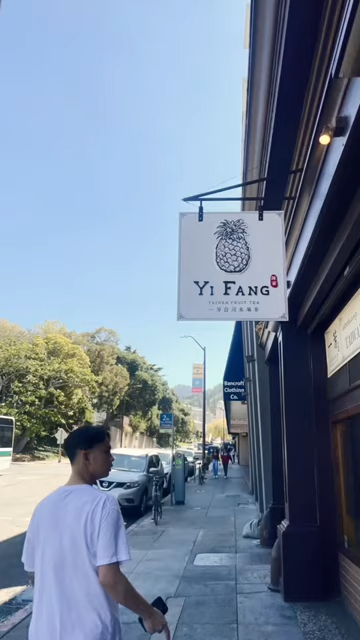 YI FANG
TAIWAN FRUIT TEA
一芳台灣水果茶
Bancroft
Clothing
Co.